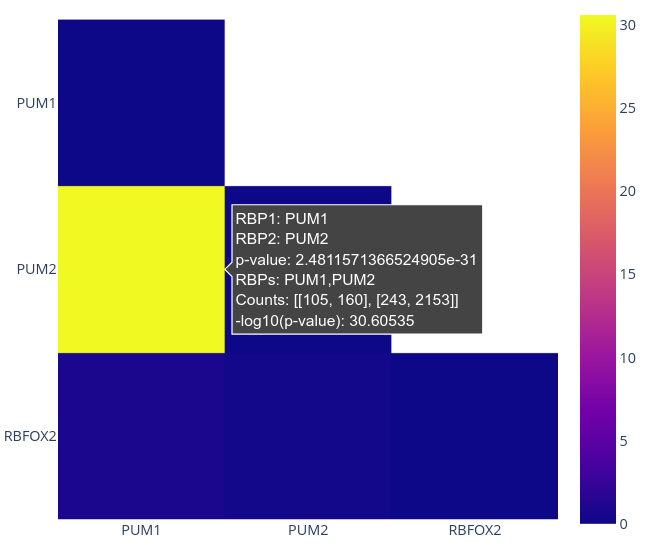 PUM1
PUM2
RBFOX2
PUM1
PUM2
RBFOX2
RBP1: PUM1
RBP2: PUM2
p-value: 2.4811571366524905e-31
RBPs: PUM1,PUM2
Counts: [[105, 160], [243, 2153]]
-log10(p-value): 30.60535
30
25
20
15
10
5
0